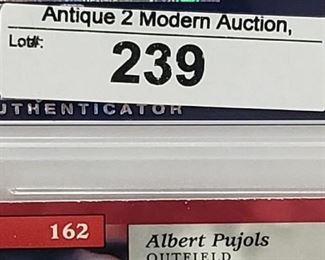 Antique 2 Modern Auction,
Lot#:
239
UTHENTICATOR
162
Albert Pujols
OUTFIELD